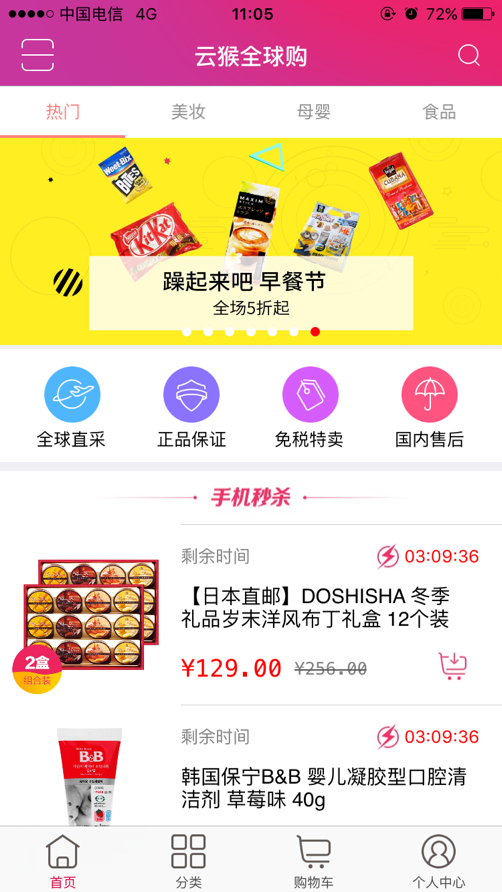 中国电信 4G 11:05 72%
云猴全球购
热门 美妆 母婴 食品
Weet-Bix
BITES
KitKat
MAXIM
CUBANA
躁起来吧 早餐节
全场5折起
全球直采 正品保证 免税特卖 国内售后
手机秒杀
剩余时间 03:09:36
【日本直邮】DOSHISHA 冬季
礼品岁末洋风布丁礼盒 12个装
2盒
组合装
¥129.00 ¥256.00
剩余时间 03:09:36
B&B
韩国保宁B&B 婴儿凝胶型口腔清
洁剂 草莓味 40g
首页 分类 购物车 个人中心